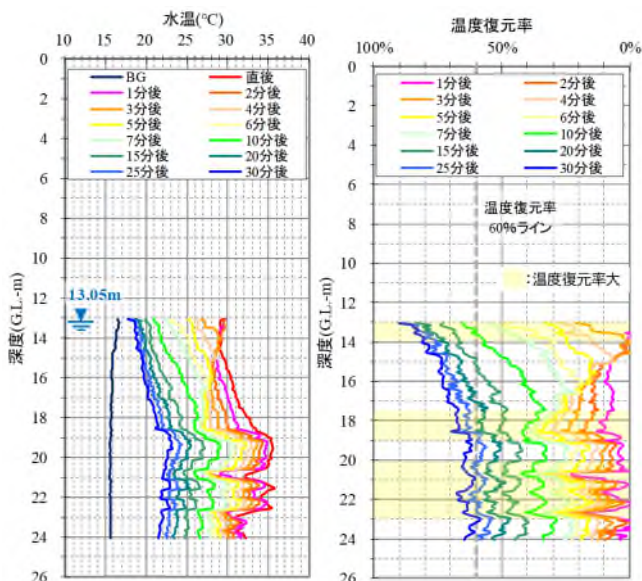 水温(°C)
10 15 20 25 30 35 40
0
2
4
6
8
10
12
14
16
18
20
22
24
26
深度(G.L.-m)
BG 直後
1分後 2分後
3分後 4分後
5分後 6分後
7分後 10分後
15分後 20分後
25分後 30分後
13.05m
温度復元率
100% 50% 0%
0
2
4
6
8
10
12
14
16
18
20
22
24
26
深度(G.L.-m)
1分後 2分後
3分後 4分後
5分後 6分後
7分後 10分後
15分後 20分後
25分後 30分後
温度復元率
60%ライン
:温度復元率大